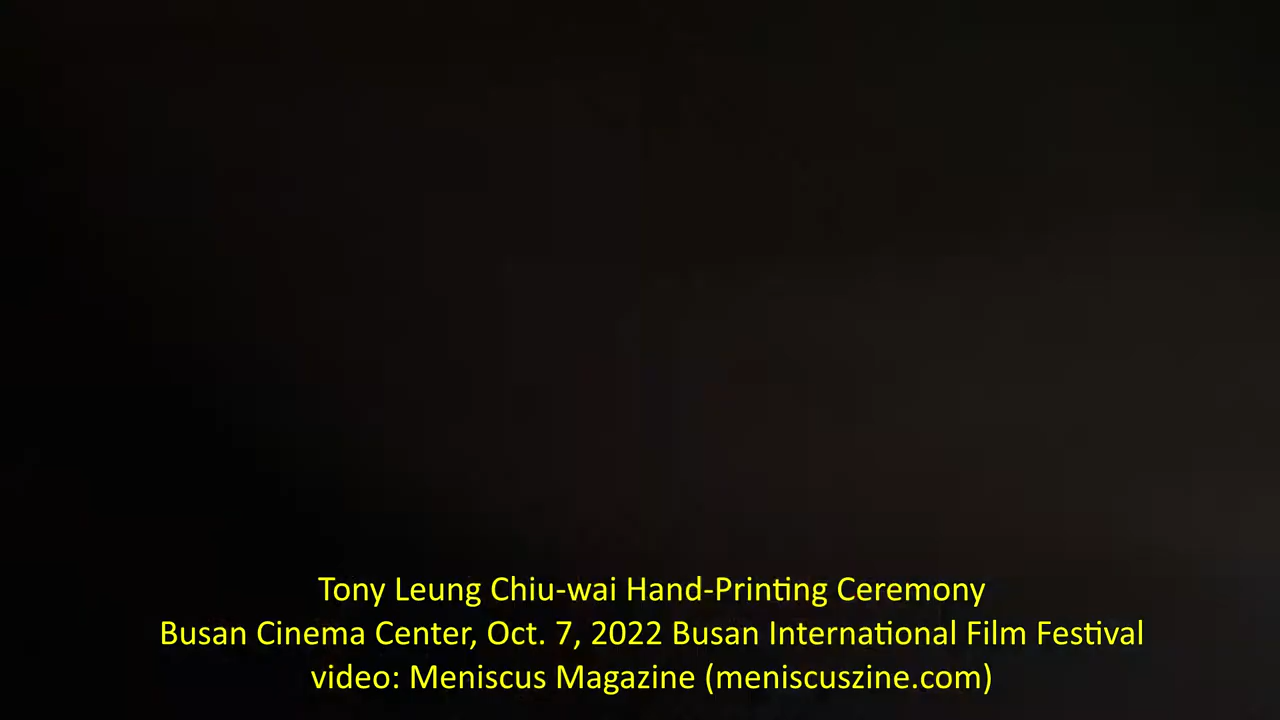 Tony Leung Chiu-wai Hand-Printing Ceremony
Busan Cinema Center, Oct. 7, 2022 Busan International Film Festival
video: Meniscus Magazine (meniscuszine.com)